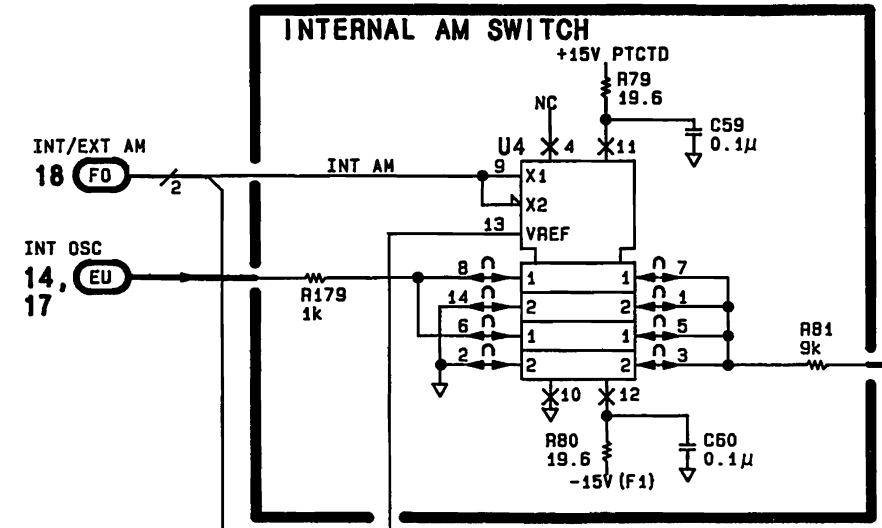 INTERNAL AM SWITCH
+15V PTCTD
R79
19.6
NC
C59
0.1µ
U4 4 11
INT/EXT AM
18 FO 2
INT AM
9 X1
X2
13 VREF
INT OSC
14, EU
17
R179
1k
8 1 1 7
14 2 2 1
6 1 1 5
2 2 2 3
R81
9k
10 12
R80
19.6
C60
0.1µ
-15V(F1)